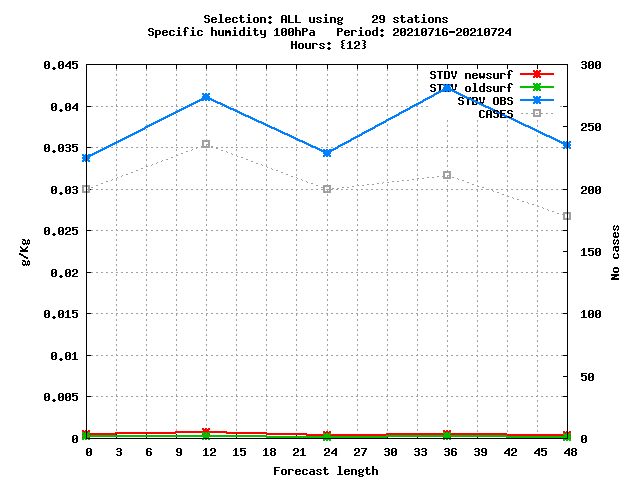 Selection: ALL using    29 stations
Specific humidity 100hPa   Period: 20210716-20210724
Hours: {12}
0.045
0.04
0.035
0.03
0.025
0.02
0.015
0.01
0.005
0
g/Kg
STDV newsurf
STDV oldsurf
STDV OBS
CASES
300
250
200
150
100
50
0
No cases
0 3 6 9 12 15 18 21 24 27 30 33 36 39 42 45 48
Forecast length